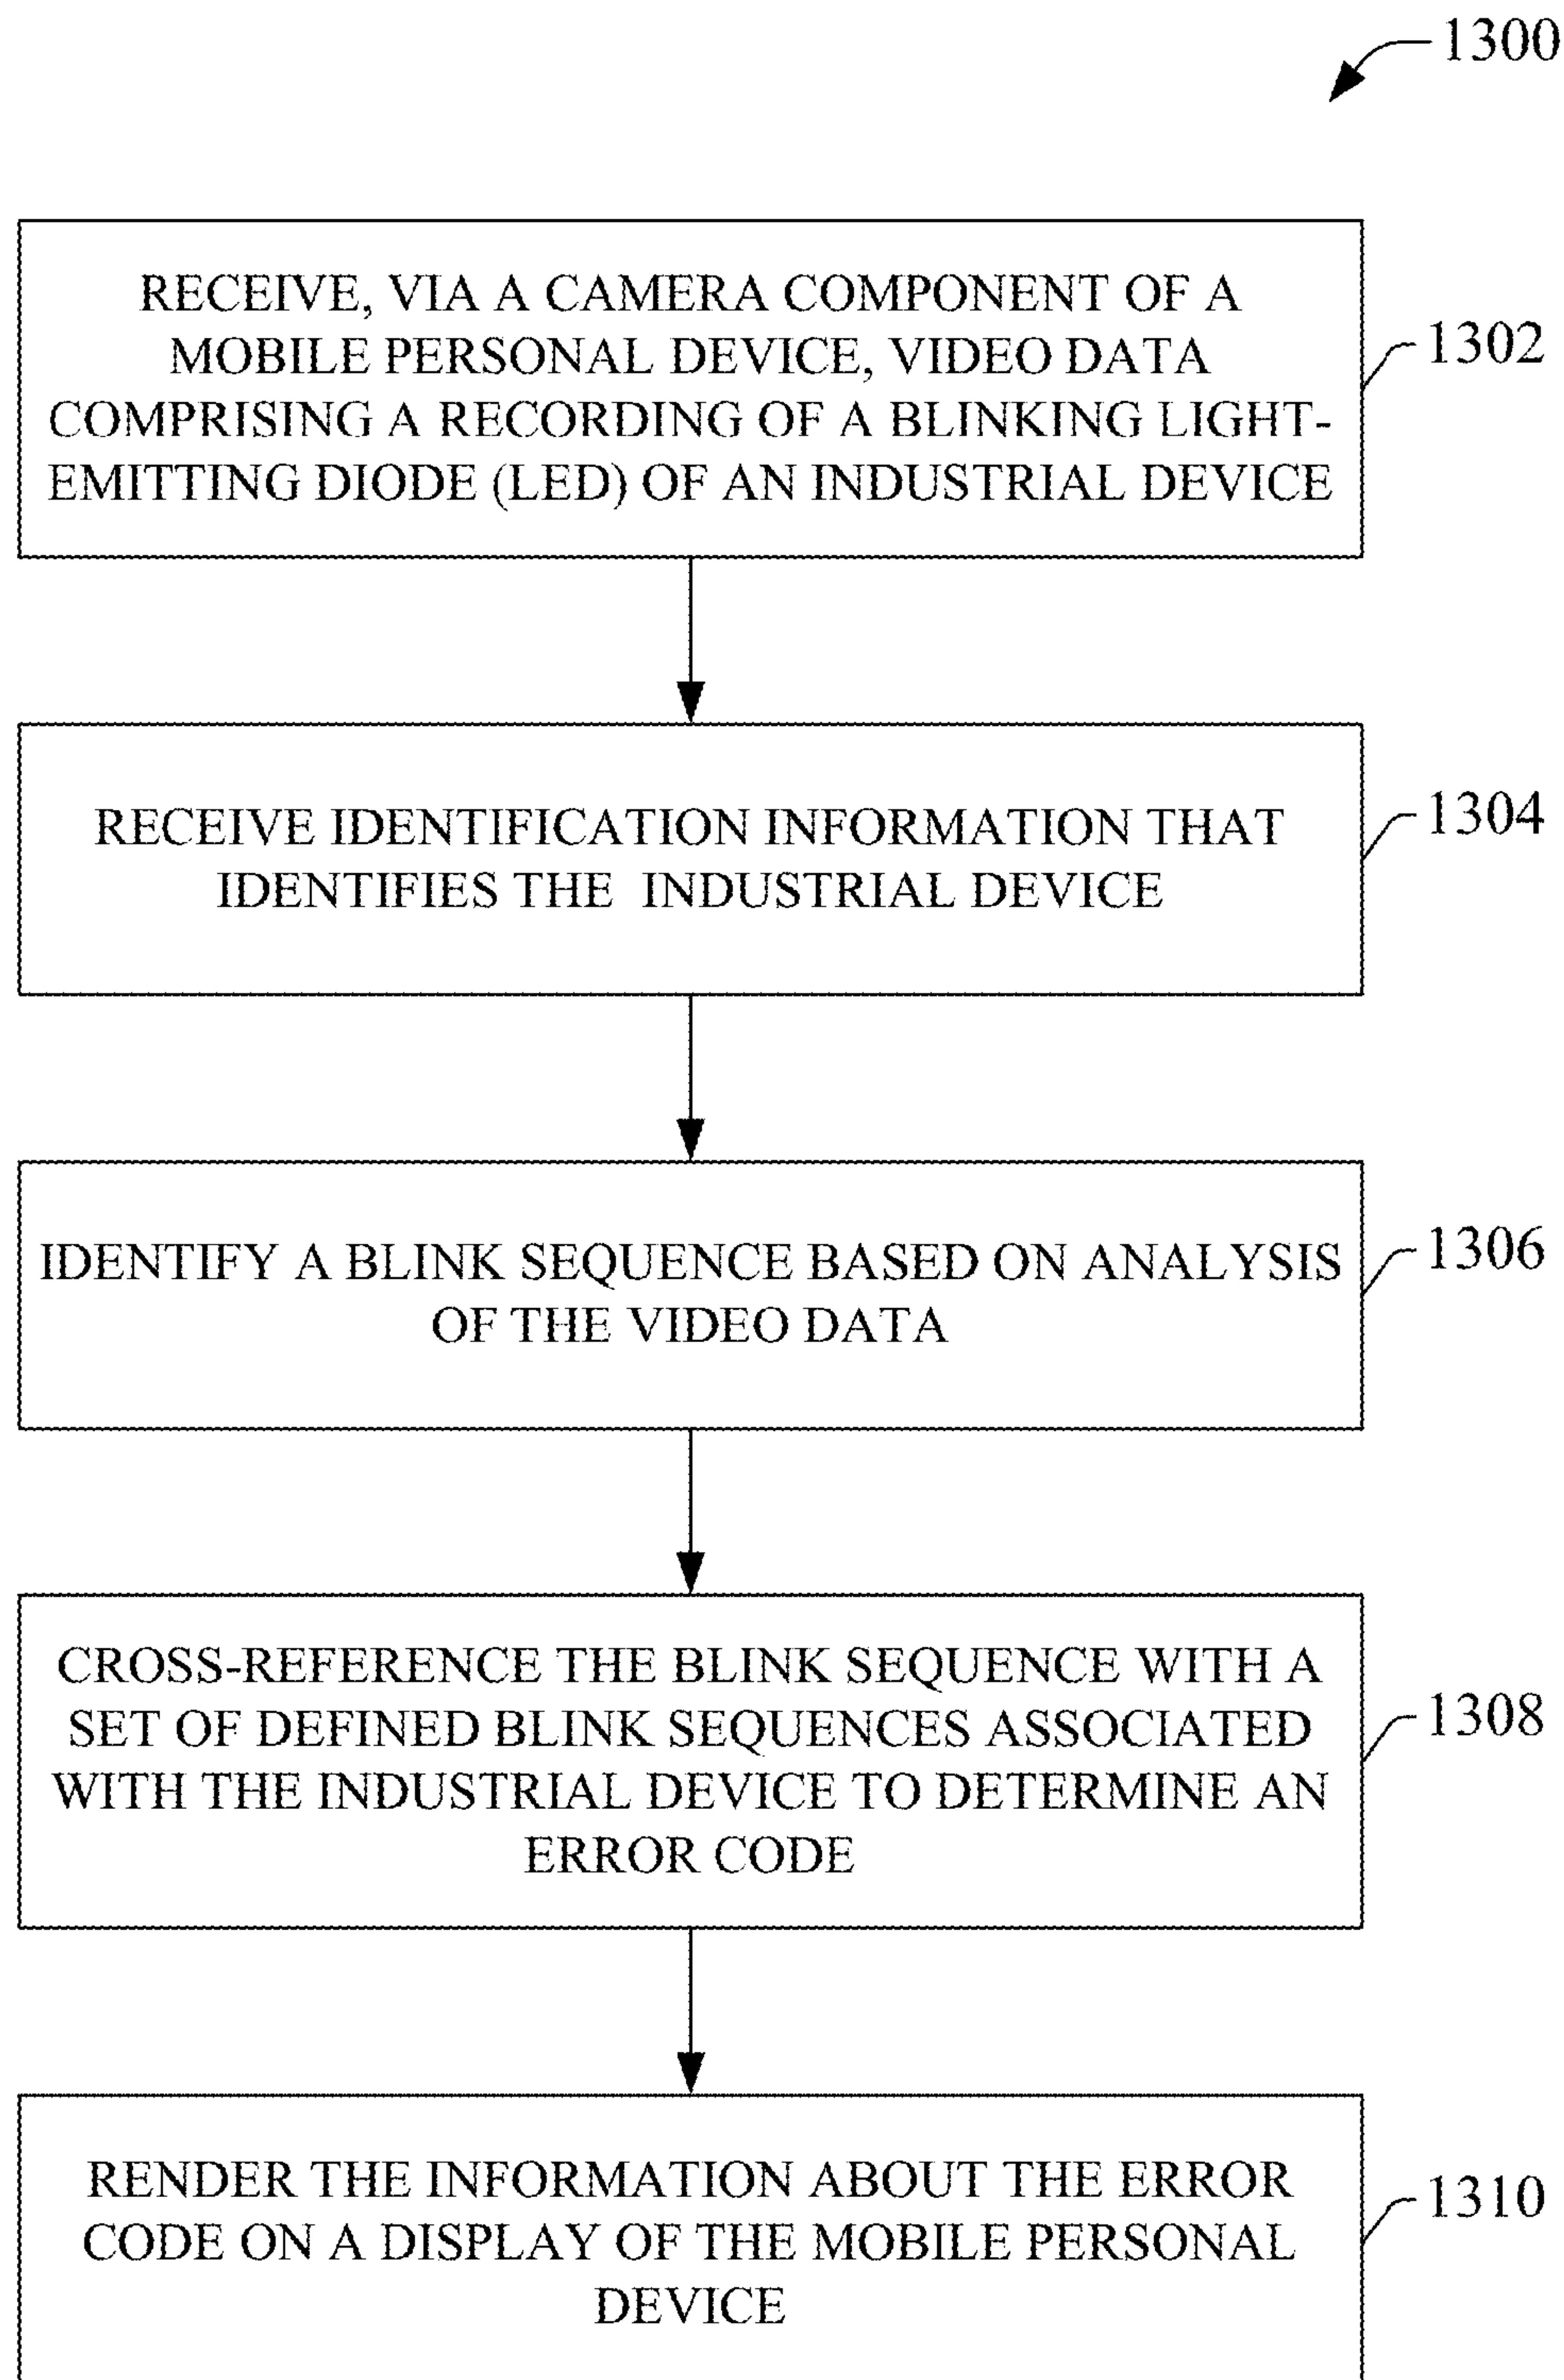 1300
RECEIVE, VIA A CAMERA COMPONENT OF A
MOBILE PERSONAL DEVICE, VIDEO DATA
COMPRISING A RECORDING OF A BLINKING LIGHT-
EMITTING DIODE (LED) OF AN INDUSTRIAL DEVICE
1302
RECEIVE IDENTIFICATION INFORMATION THAT
IDENTIFIES THE INDUSTRIAL DEVICE
1304
IDENTIFY A BLINK SEQUENCE BASED ON ANALYSIS
OF THE VIDEO DATA
1306
CROSS-REFERENCE THE BLINK SEQUENCE WITH A
SET OF DEFINED BLINK SEQUENCES ASSOCIATED
WITH THE INDUSTRIAL DEVICE TO DETERMINE AN
ERROR CODE
1308
RENDER THE INFORMATION ABOUT THE ERROR
CODE ON A DISPLAY OF THE MOBILE PERSONAL
DEVICE
1310